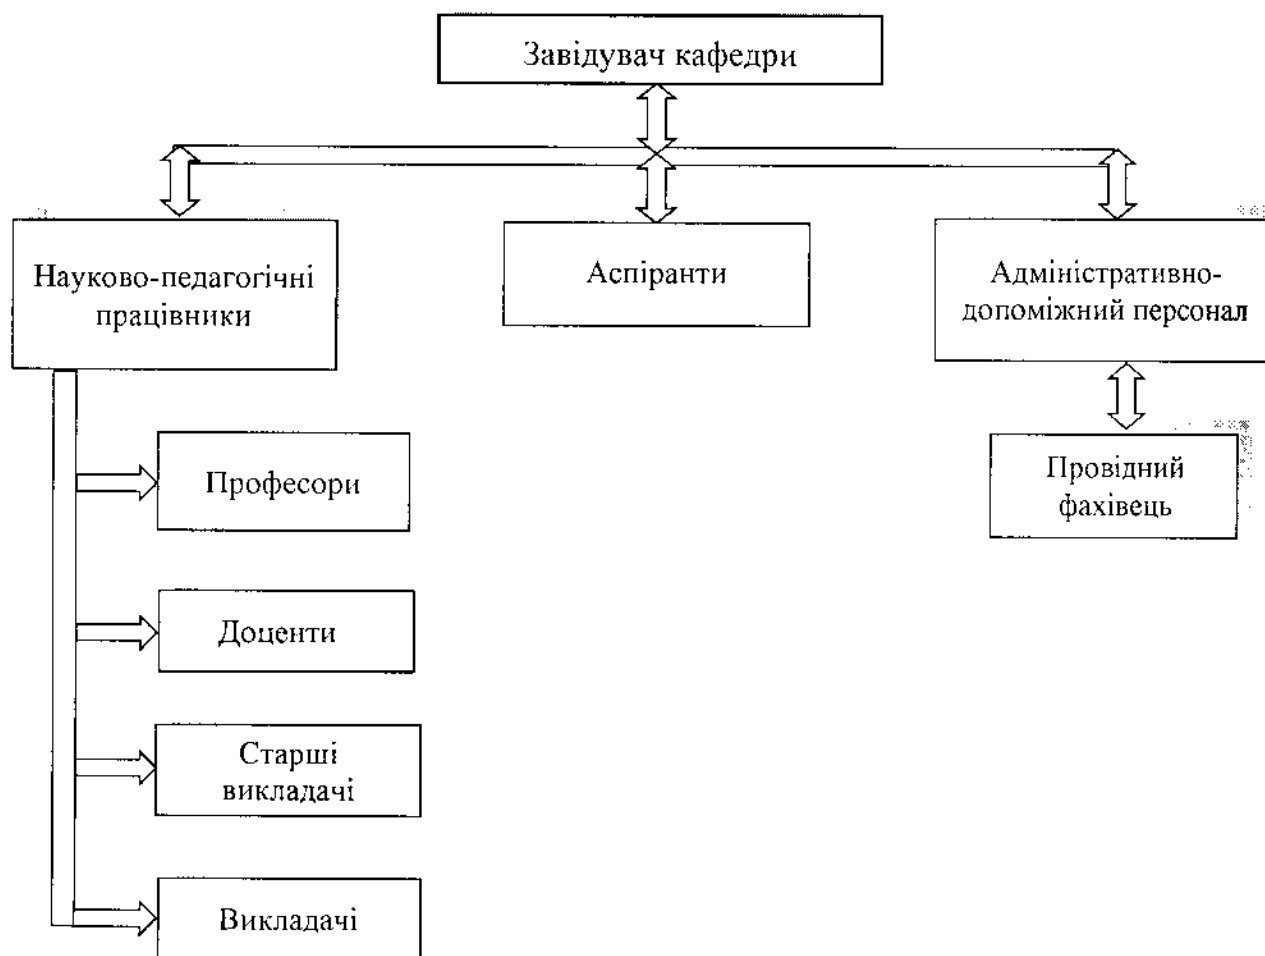 Завідувач кафедри
Науково-педагогічні
працівники
Аспіранти
Адміністративно-
допоміжний персонал
Професори
Провідний
фахівець
Доценти
Старші
викладачі
Викладачі